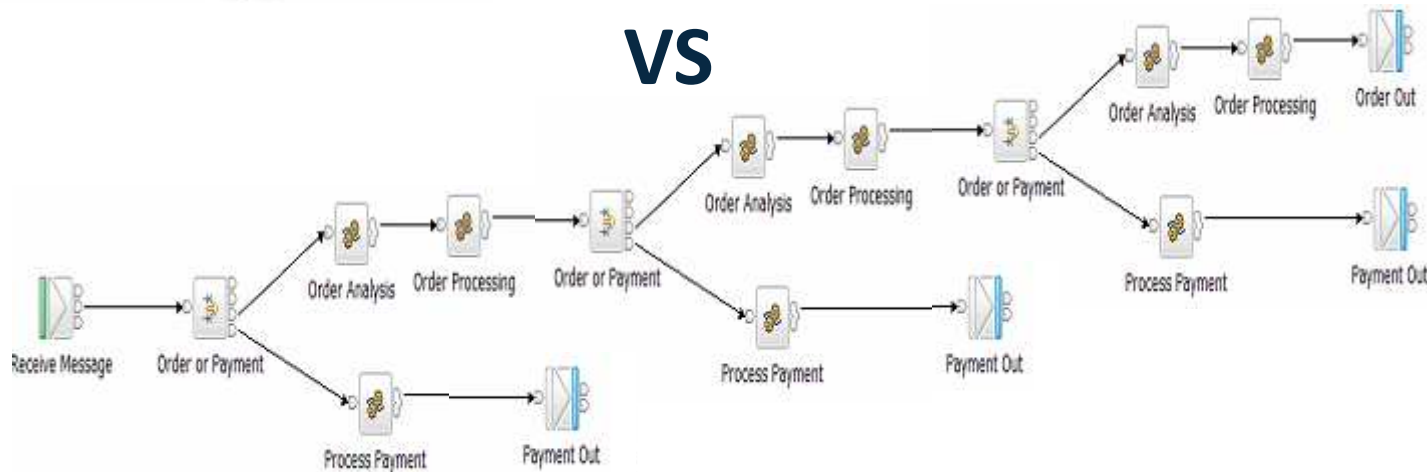 VS
Order Analysis
Order Processing
Order Out
Order Analysis
Order Processing
Order or Payment
Order Analysis
Order Processing
Order or Payment
Process Payment
Payment Out
Receive Message
Order or Payment
Process Payment
Payment Out
Process Payment
Payment Out